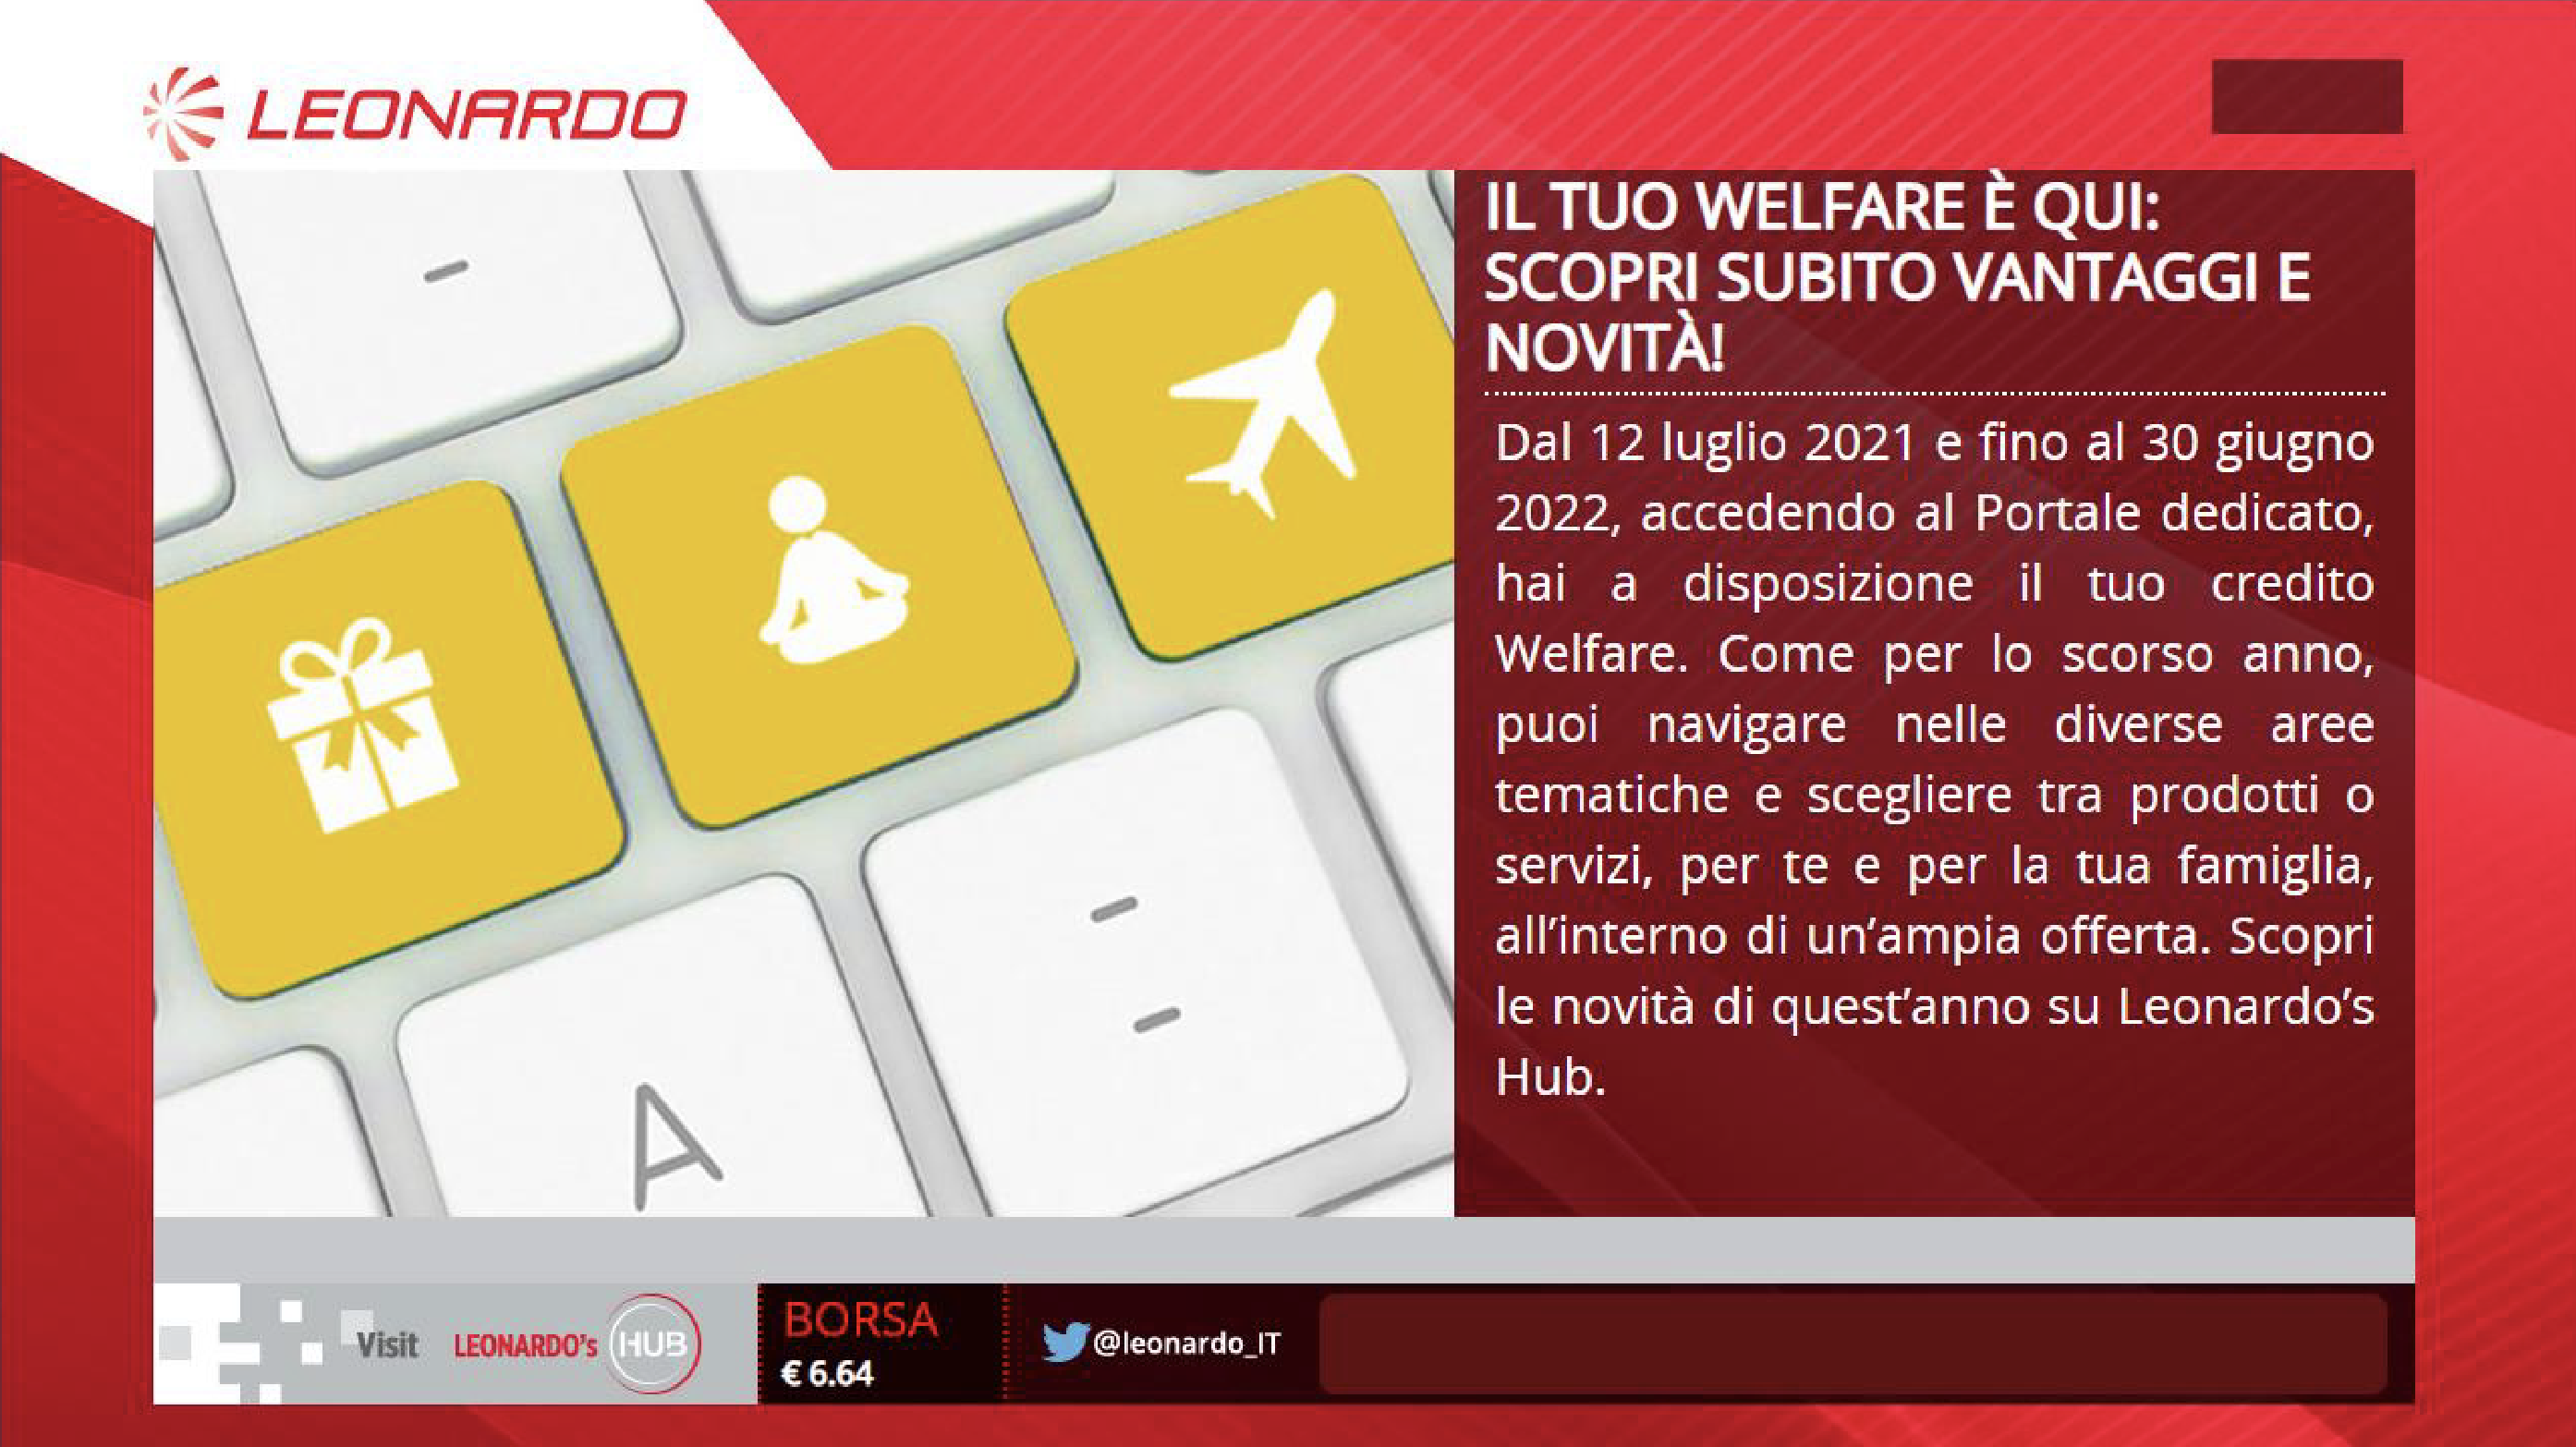 LEONARDO
IL TUO WELFARE È QUI:
SCOPRI SUBITO VANTAGGI E
NOVITÀ!
Dal 12 luglio 2021 e fino al 30 giugno
2022, accedendo al Portale dedicato,
hai a disposizione il tuo credito
Welfare. Come per lo scorso anno,
puoi navigare nelle diverse aree
tematiche e scegliere tra prodotti o
servizi, per te e per la tua famiglia,
all’interno di un’ampia offerta. Scopri
le novità di quest’anno su Leonardo’s
Hub.
A
Visit LEONARDO's HUB
BORSA
€ 6.64
@leonardo_IT